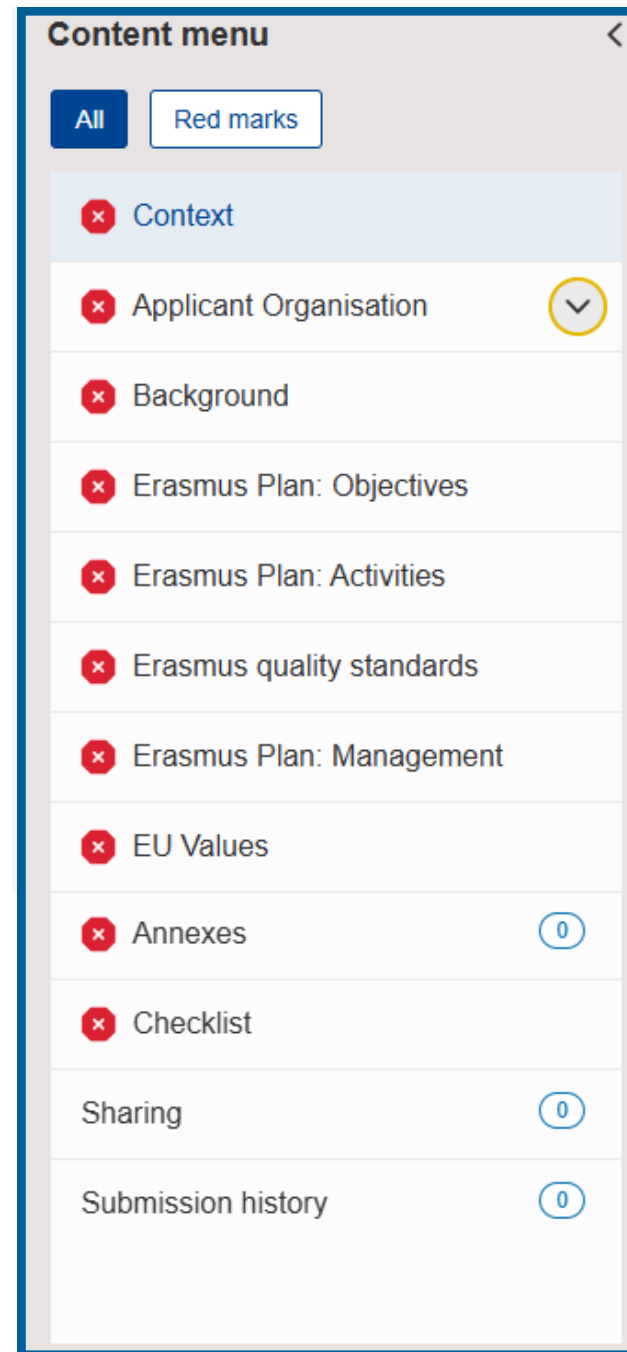 Content menu
All Red marks
Context
Applicant Organisation
Background
Erasmus Plan: Objectives
Erasmus Plan: Activities
Erasmus quality standards
Erasmus Plan: Management
EU Values
Annexes 0
Checklist
Sharing 0
Submission history 0